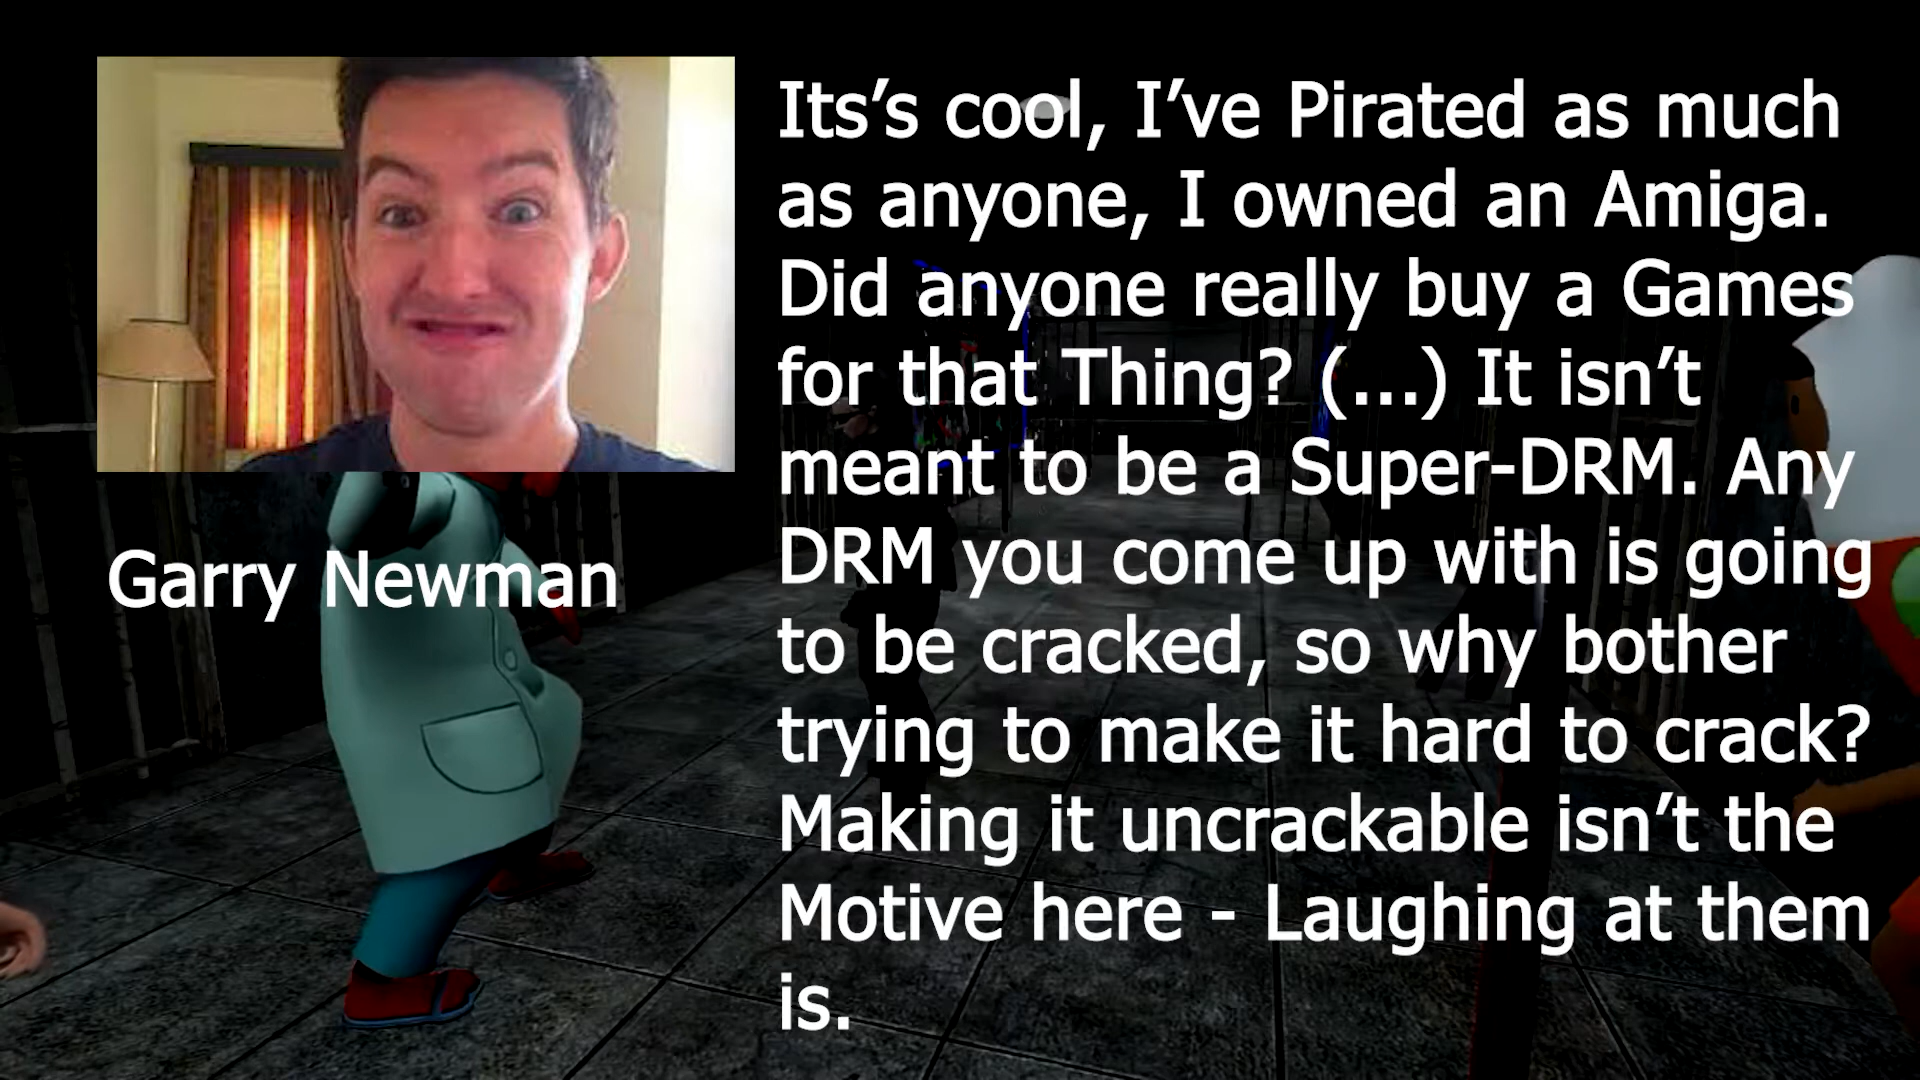 Its's cool, I've Pirated as much
as anyone, I owned an Amiga.
Did anyone really buy a Games
for that Thing? (...) It isn't
meant to be a Super-DRM. Any
DRM you come up with is going
to be cracked, so why bother
trying to make it hard to crack?
Making it uncrackable isn't the
Motive here - Laughing at them
is.
Garry Newman